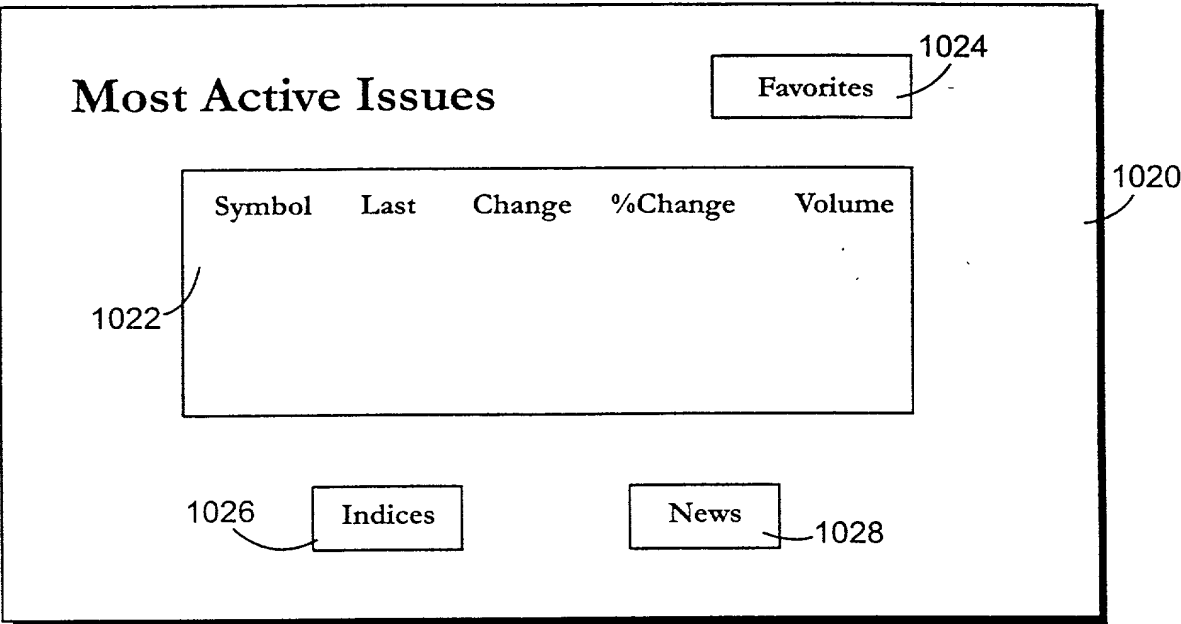 1024
Favorites
Most Active Issues
1020
Symbol Last Change %Change Volume
1022
1026
Indices
News
1028